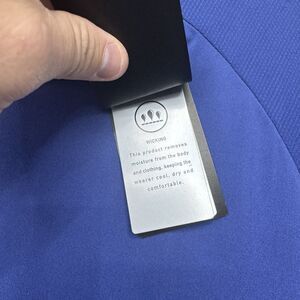 WICKING
This product removes
moisture from the body
and clothing, keeping the
wearer cool, dry and
comfortable.